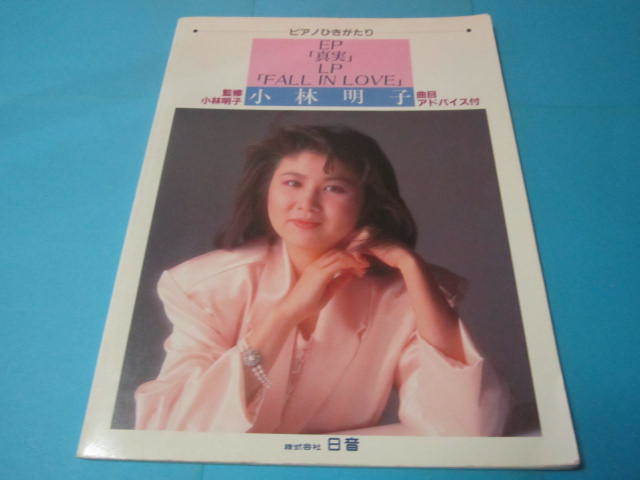 ピアノひきがたり
EP
「真実」
LP
「FALL IN LOVE」
監修
小林明子
小林明子
曲目
アドバイス付
株式会社 日音